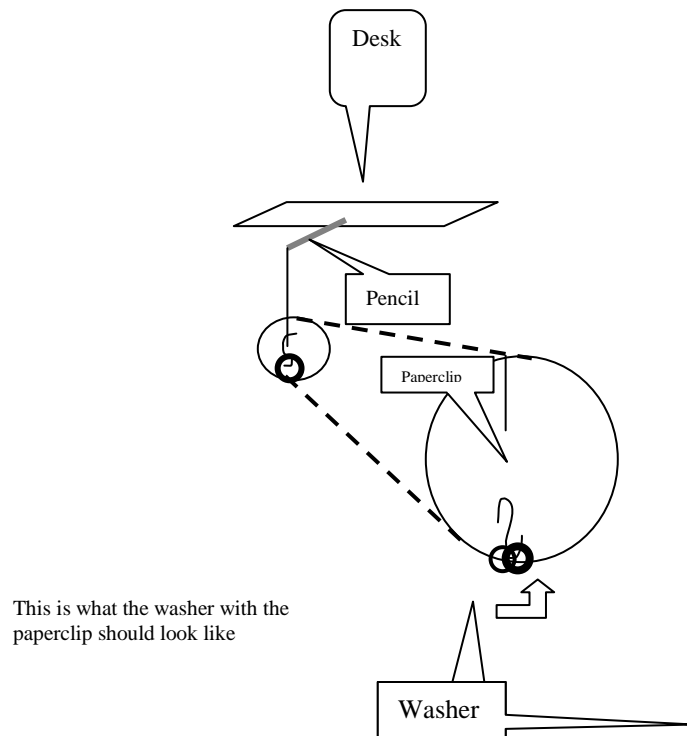 Desk
Pencil
Paperclip
This is what the washer with the
paperclip should look like
Washer